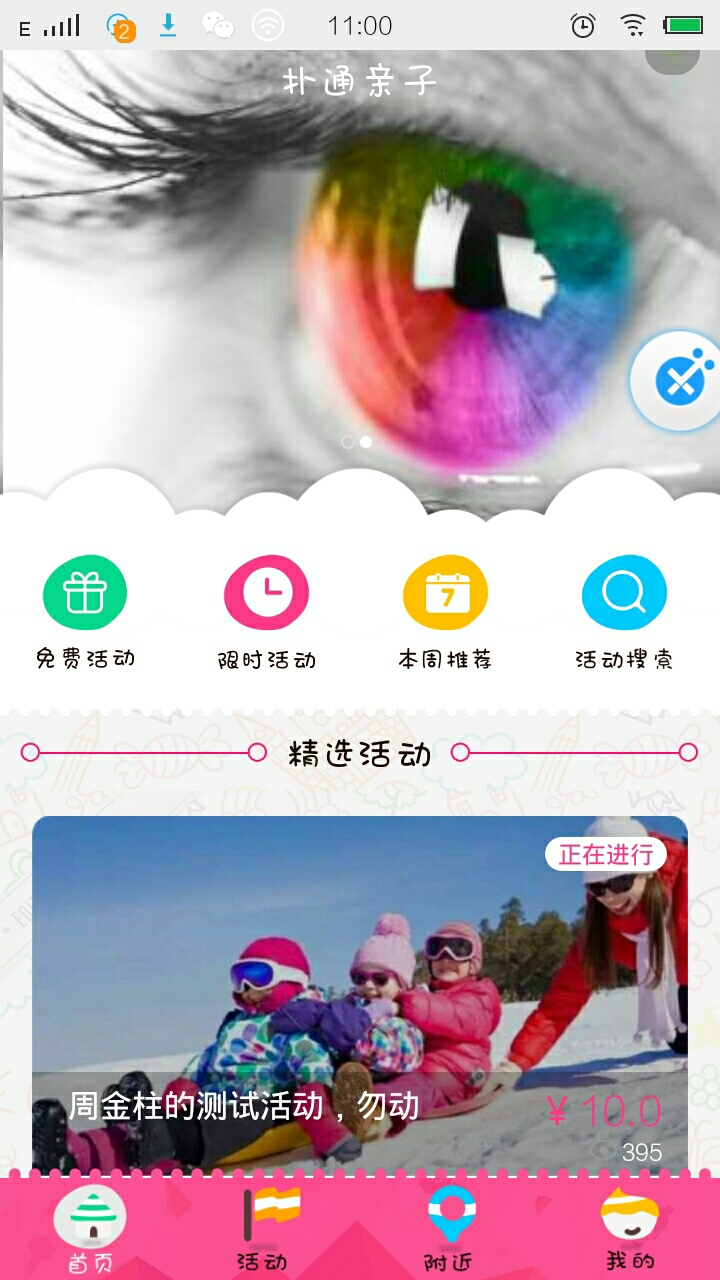 E 2 11:00
扑通亲子
7
免费活动 限时活动 本周推荐 活动搜索
精选活动
正在进行
周金柱的测试活动，勿动 ¥ 10.0
395
首页 活动 附近 我的